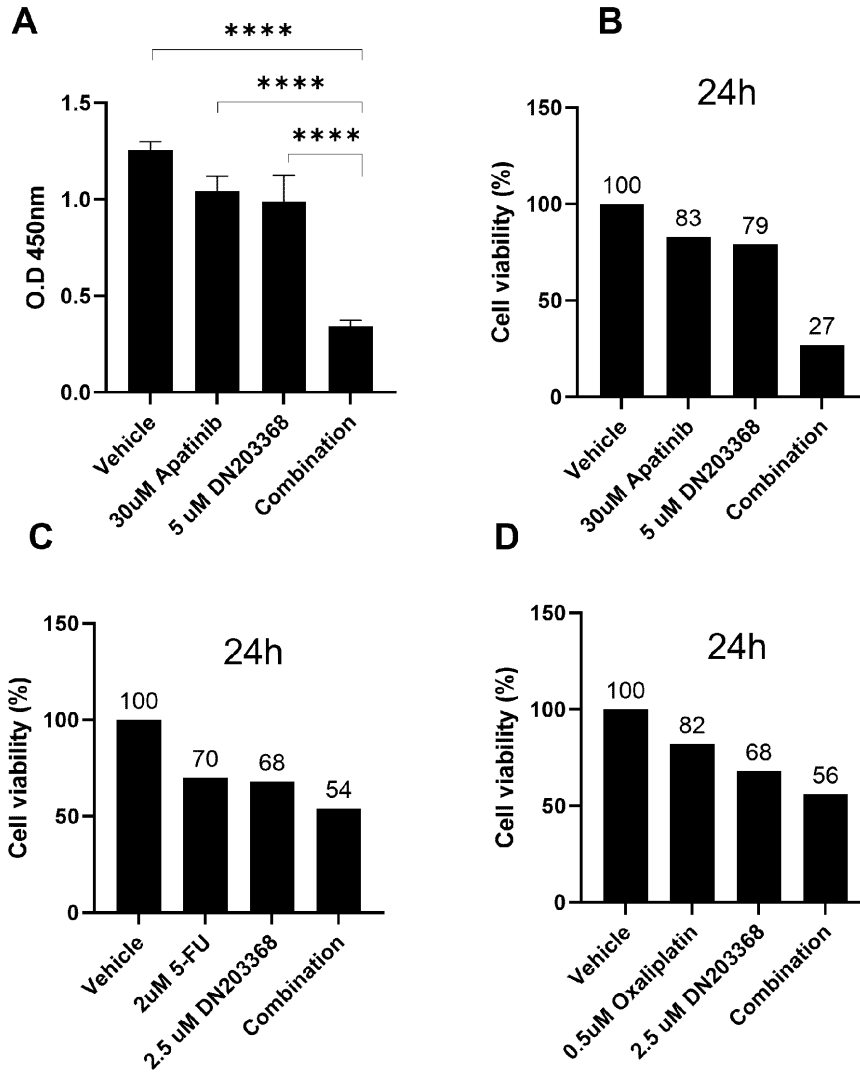 A
****
****
****
1.5
1.0
0.5
0.0
O.D 450nm
Vehicle
30uM Apatinib
5 uM DN203368
Combination
B
24h
150
100
50
0
Cell viability (%)
100
83
79
27
Vehicle
30uM Apatinib
5 uM DN203368
Combination
C
24h
150
100
50
0
Cell viability (%)
100
70
68
54
Vehicle
2uM 5-FU
2.5 uM DN203368
Combination
D
24h
150
100
50
0
Cell viability (%)
100
82
68
56
Vehicle
0.5uM Oxaliplatin
2.5 uM DN203368
Combination